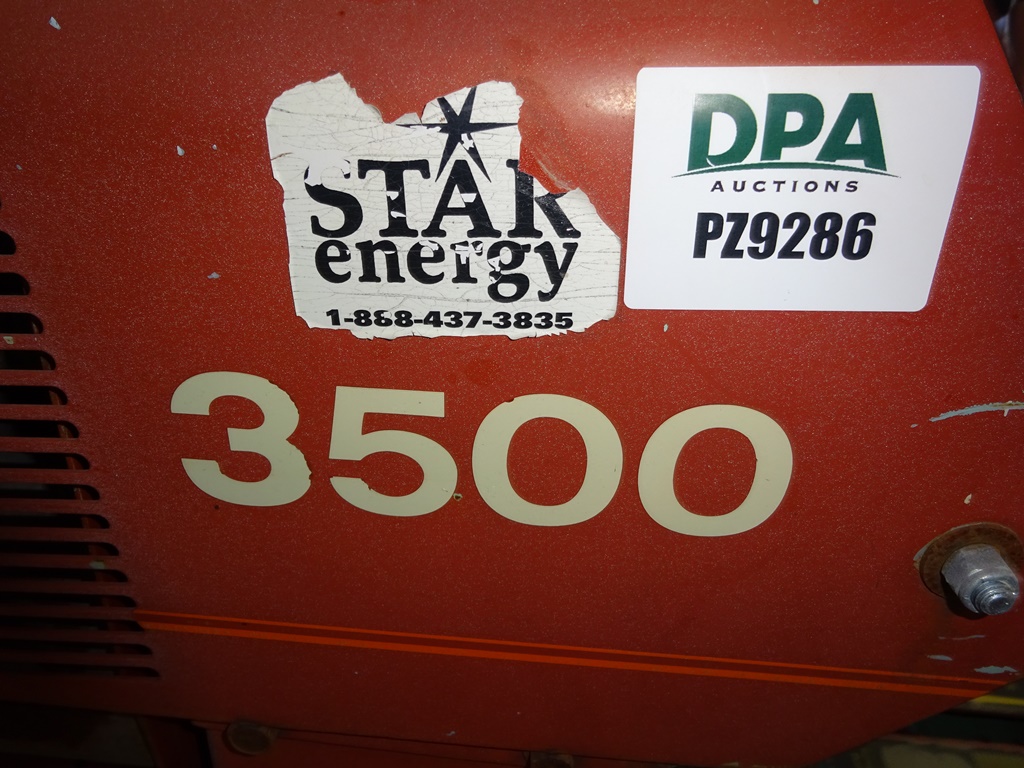 STAR
energy
1-888-437-3835
DPA
AUCTIONS
PZ9286
3500